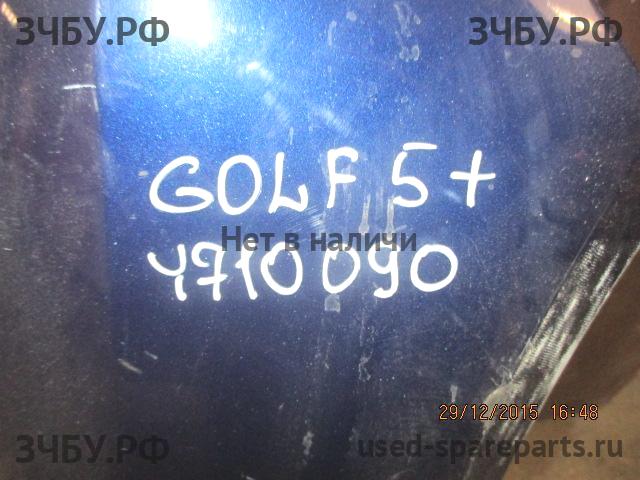 ЗЧБУ.РФ ЗЧБУ.РФ
GOLF 5+
Нет в наличи
4710090
29/12/2015 16:48
ЗЧБУ.РФ used-spareparts.ru